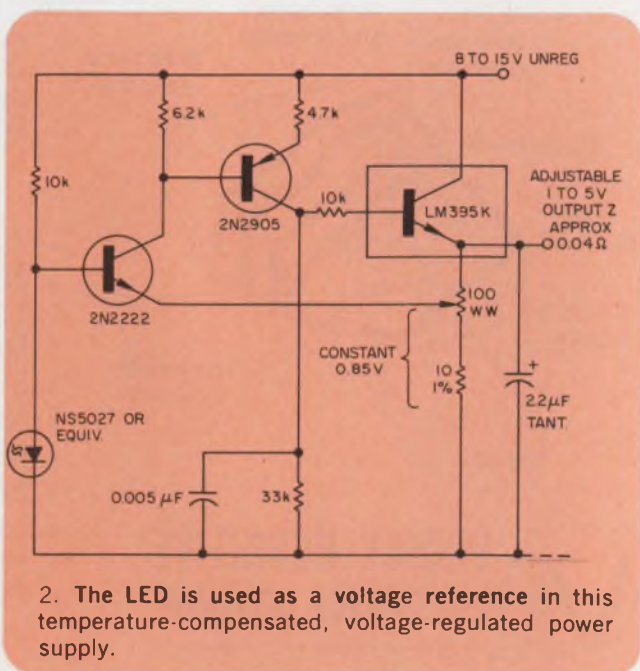 8 TO 15 V UNREG
6.2k
4.7k
10k
10k
LM395K
ADJUSTABLE
1 TO 5V
OUTPUT Z
APPROX
0.04Ω
2N2905
2N2222
100
WW
CONSTANT
0.85V
10
1%
+
2.2µF
TANT.
NS5027 OR
EQUIV.
0.005 µF
33k
2. The LED is used as a voltage reference in this
temperature-compensated, voltage-regulated power
supply.